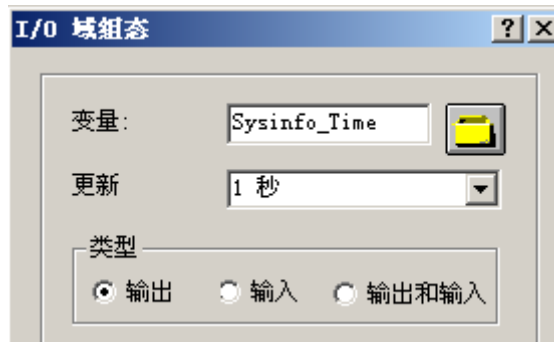 I/O 域组态
变量: Sysinfo_Time
更新 1 秒
类型
输出 输入 输出和输入